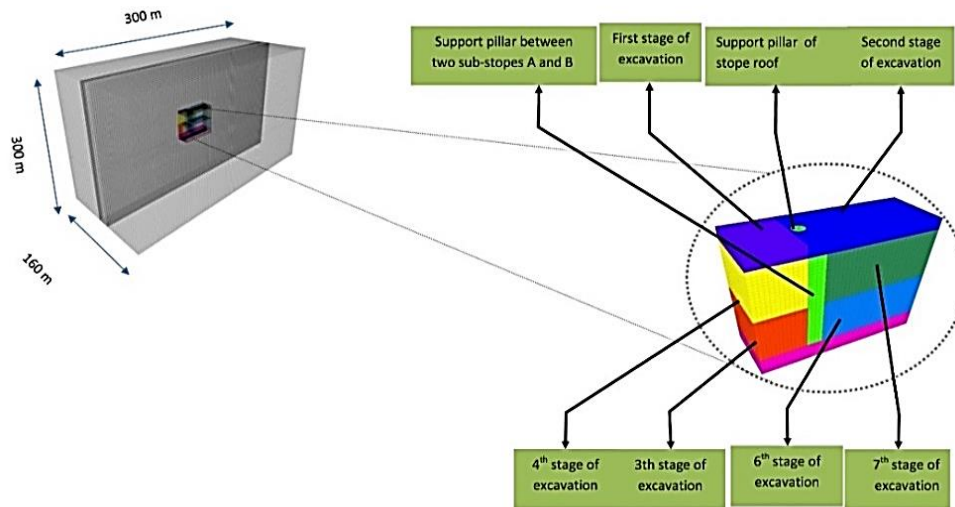 300 m
300 m
160 m
Support pillar between
two sub-stopes A and B
First stage of
excavation
Support pillar of
stope roof
Second stage
of excavation
4th stage of
excavation
3th stage of
excavation
6th stage of
excavation
7th stage of
excavation